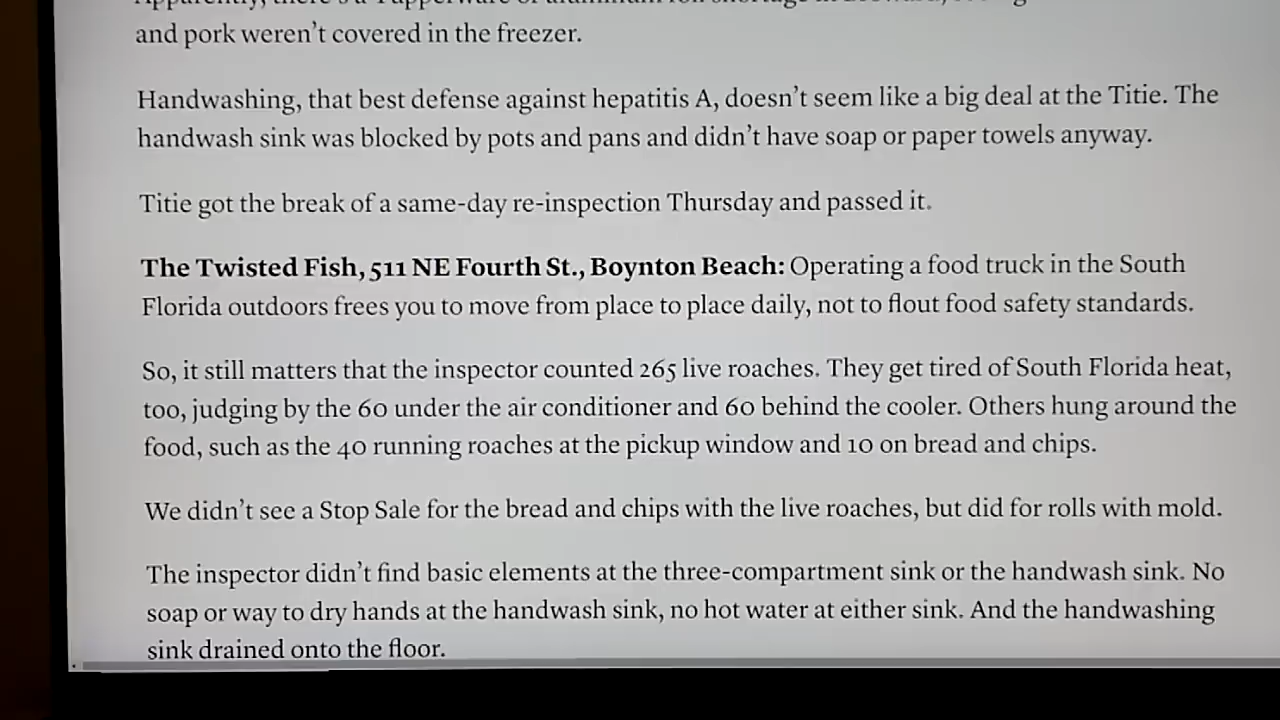 and pork weren't covered in the freezer.
Handwashing, that best defense against hepatitis A, doesn't seem like a big deal at the Titie. The
handwash sink was blocked by pots and pans and didn't have soap or paper towels anyway.
Titie got the break of a same-day re-inspection Thursday and passed it.
The Twisted Fish, 511 NE Fourth St., Boynton Beach: Operating a food truck in the South
Florida outdoors frees you to move from place to place daily, not to flout food safety standards.
So, it still matters that the inspector counted 265 live roaches. They get tired of South Florida heat,
too, judging by the 60 under the air conditioner and 60 behind the cooler. Others hung around the
food, such as the 40 running roaches at the pickup window and 10 on bread and chips.
We didn't see a Stop Sale for the bread and chips with the live roaches, but did for rolls with mold.
The inspector didn't find basic elements at the three-compartment sink or the handwash sink. No
soap or way to dry hands at the handwash sink, no hot water at either sink. And the handwashing
sink drained onto the floor.